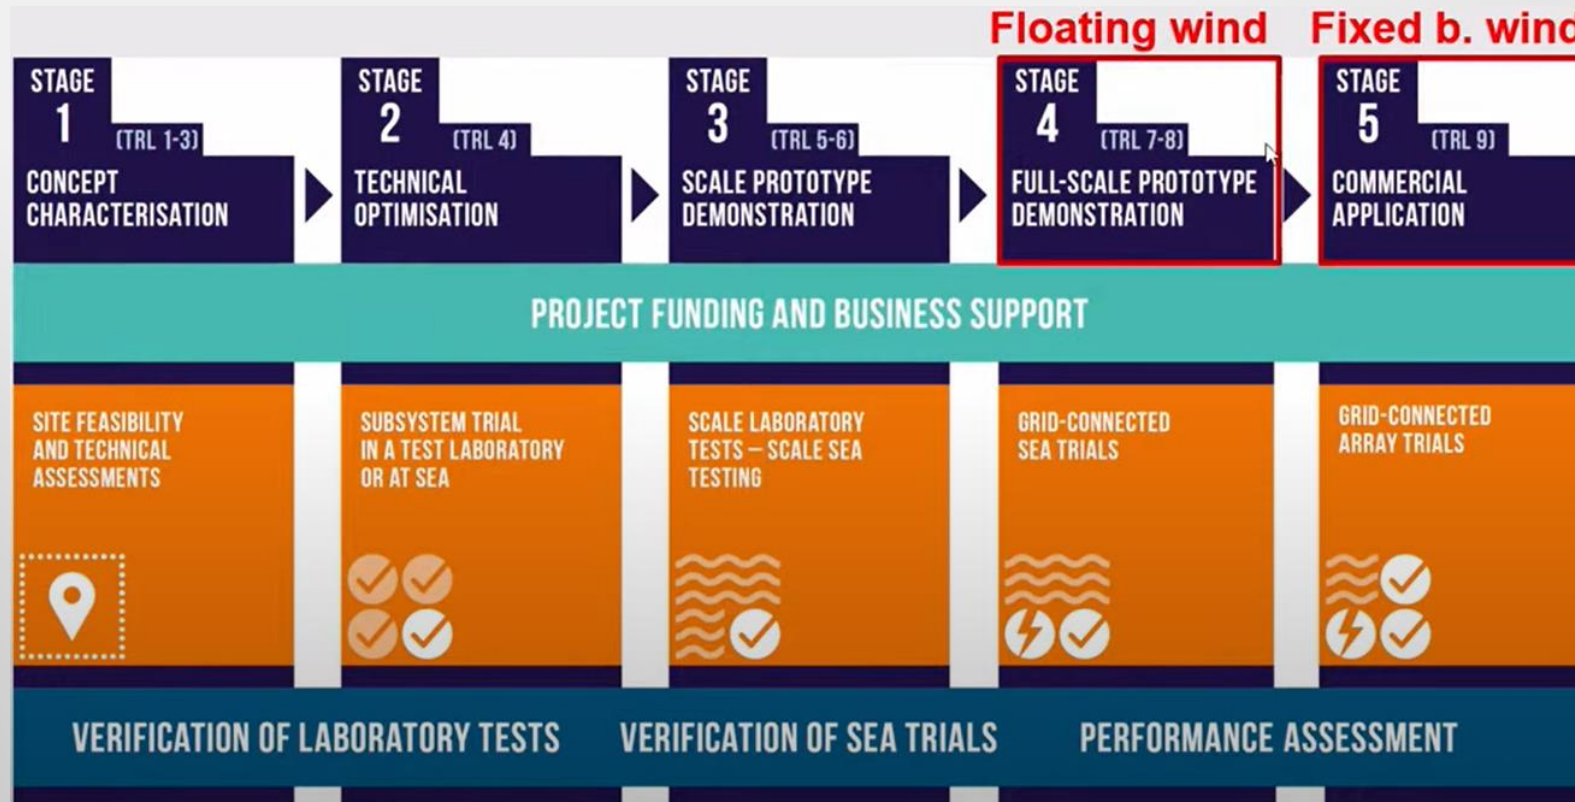 Floating wind
Fixed b. wind
STAGE
1
(TRL 1-3)
CONCEPT
CHARACTERISATION
STAGE
2
(TRL 4)
TECHNICAL
OPTIMISATION
STAGE
3
(TRL 5-6)
SCALE PROTOTYPE
DEMONSTRATION
STAGE
4
(TRL 7-8)
FULL-SCALE PROTOTYPE
DEMONSTRATION
STAGE
5
(TRL 9)
COMMERCIAL
APPLICATION
PROJECT FUNDING AND BUSINESS SUPPORT
SITE FEASIBILITY
AND TECHNICAL
ASSESSMENTS
SUBSYSTEM TRIAL
IN A TEST LABORATORY
OR AT SEA
SCALE LABORATORY
TESTS – SCALE SEA
TESTING
GRID-CONNECTED
SEA TRIALS
GRID-CONNECTED
ARRAY TRIALS
VERIFICATION OF LABORATORY TESTS
VERIFICATION OF SEA TRIALS
PERFORMANCE ASSESSMENT